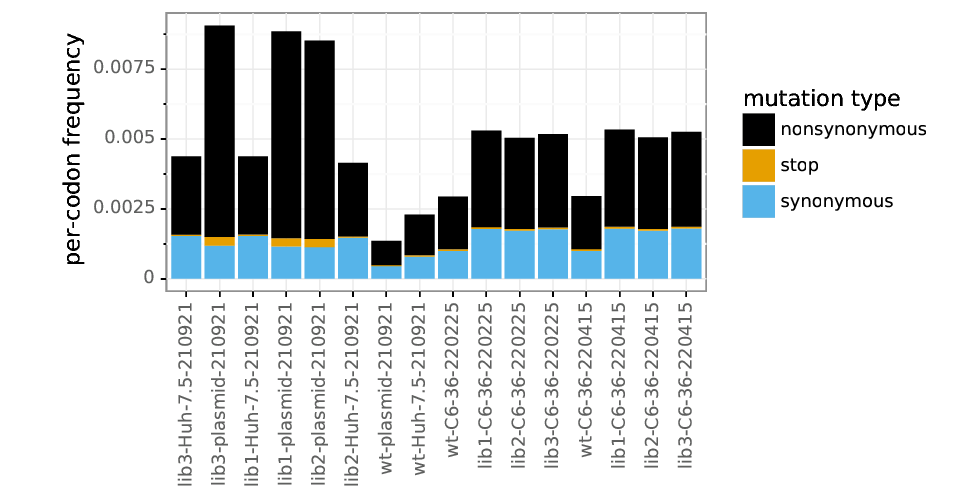 per-codon frequency
0.0075
0.005
0.0025
0
lib3-Huh-7.5-210921
lib3-plasmid-210921
lib1-Huh-7.5-210921
lib1-plasmid-210921
lib2-plasmid-210921
lib2-Huh-7.5-210921
wt-plasmid-210921
wt-Huh-7.5-210921
wt-C6-36-220225
lib1-C6-36-220225
lib2-C6-36-220225
lib3-C6-36-220225
wt-C6-36-220415
lib1-C6-36-220415
lib2-C6-36-220415
lib3-C6-36-220415
mutation type
nonsynonymous
stop
synonymous